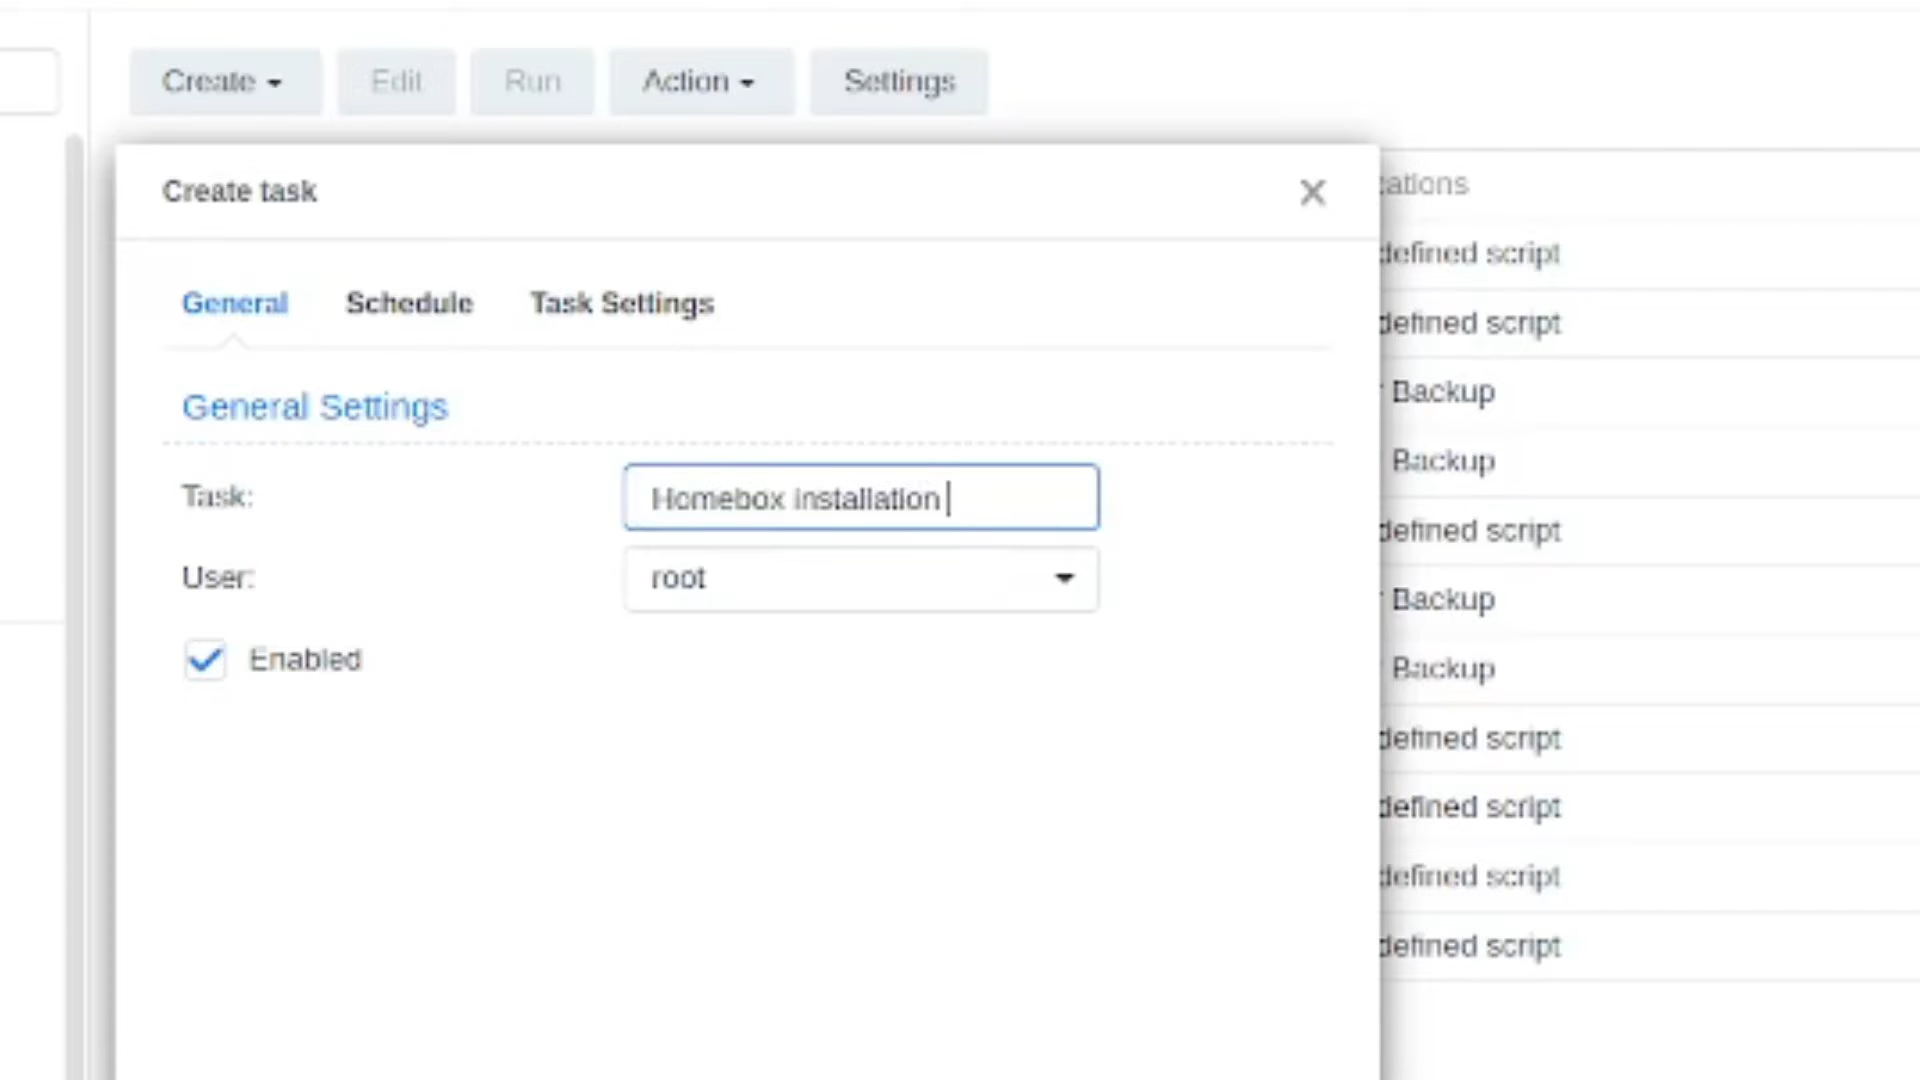 Create Edit Run Action Settings
Create task
General Schedule Task Settings
General Settings
Task: Homebox Installation
User: root
Enabled
cations
defined script
defined script
Backup
Backup
defined script
Backup
Backup
defined script
defined script
defined script
defined script